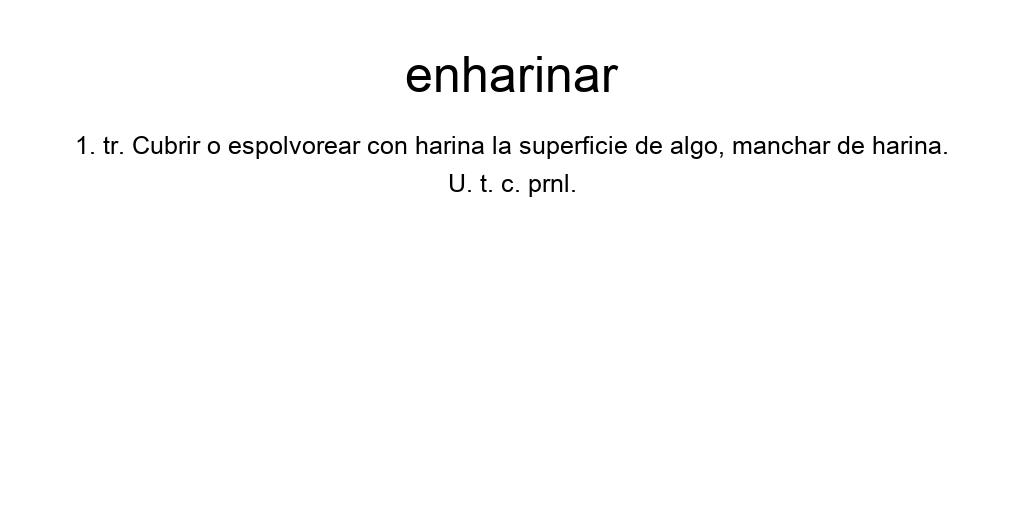 enharinar
1. tr. Cubrir o espolvorear con harina la superficie de algo, manchar de harina.
U. t. c. prnl.